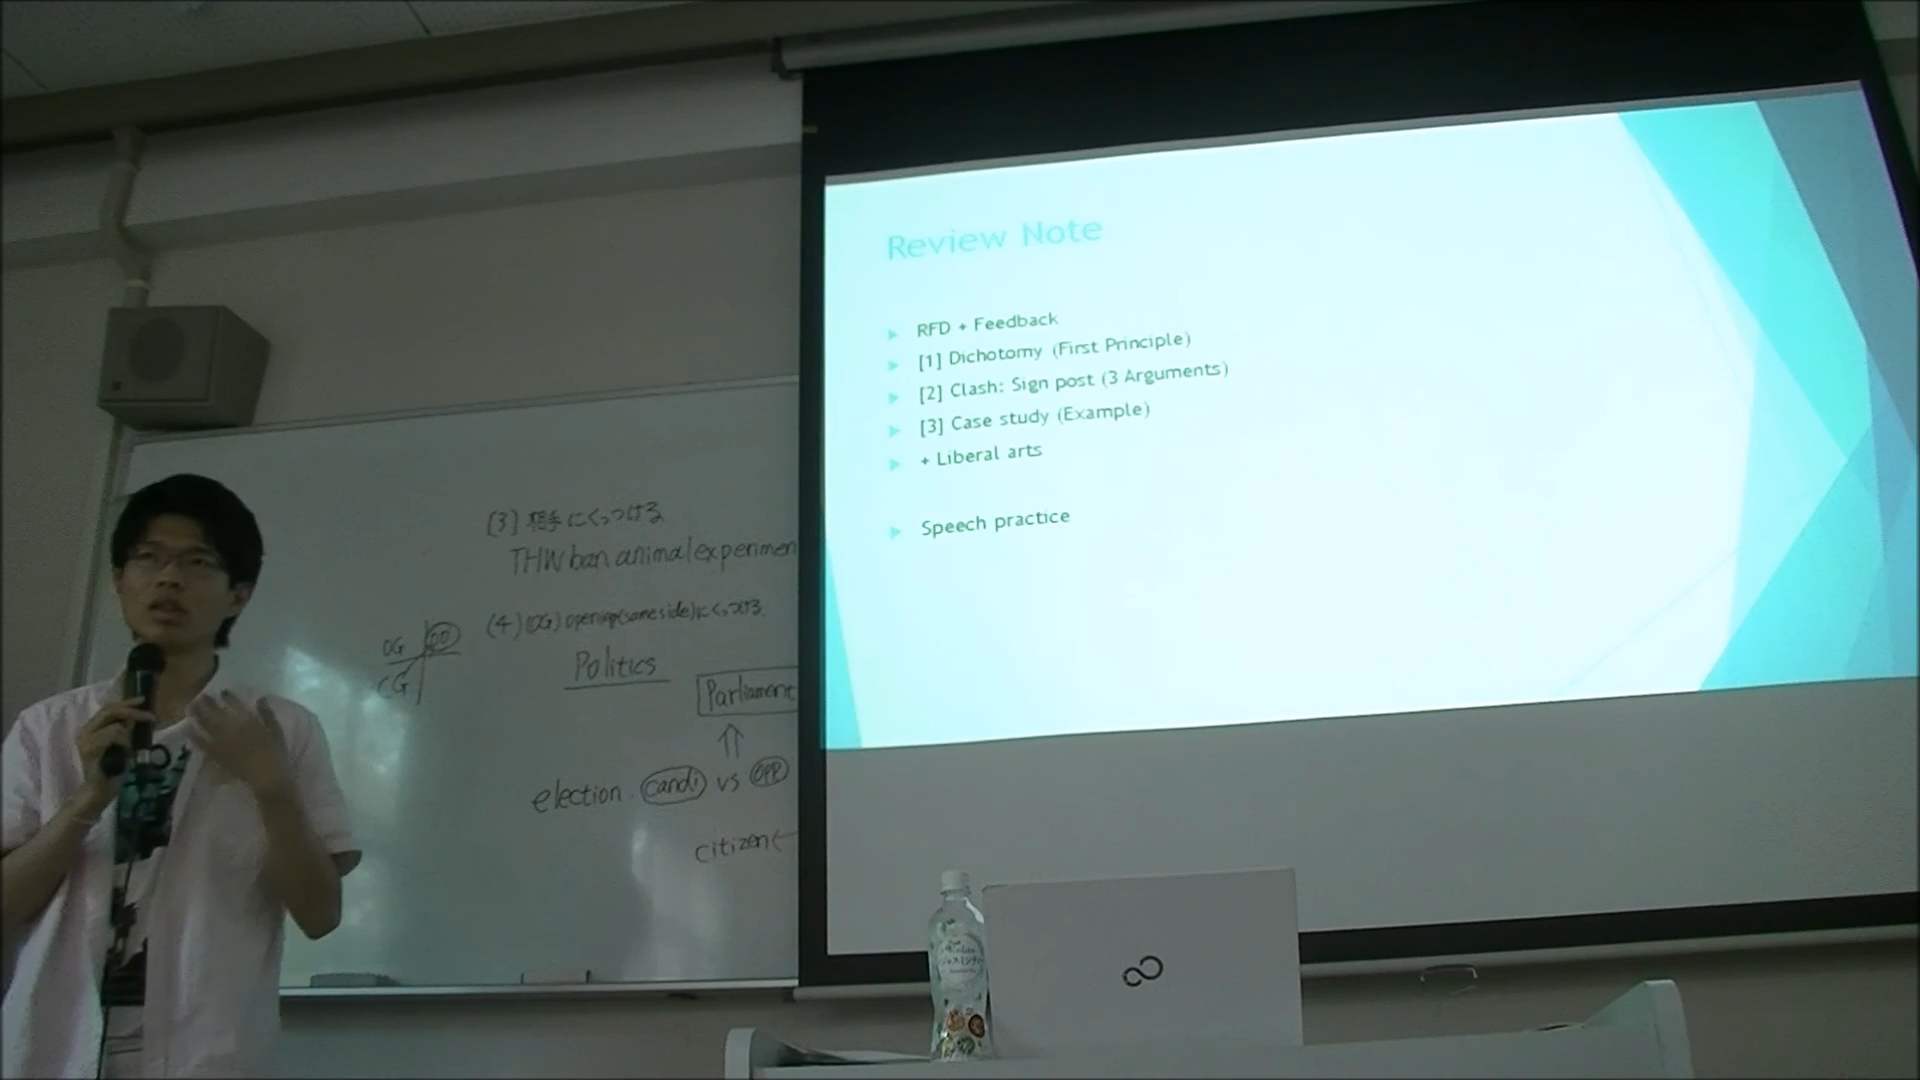 Review Note
RFD + Feedback
[1] Dichotomy (First Principle)
[2] Clash: Sign post (3 Arguments)
[3] Case study (Example)
+ Liberal arts
Speech practice
[3] 相手にくっつける
THW ban animal experimen
(4) (OG) opening(same side)にくっつける
OG
CG
Politics
Parliament
election. candi vs OPP
citizen